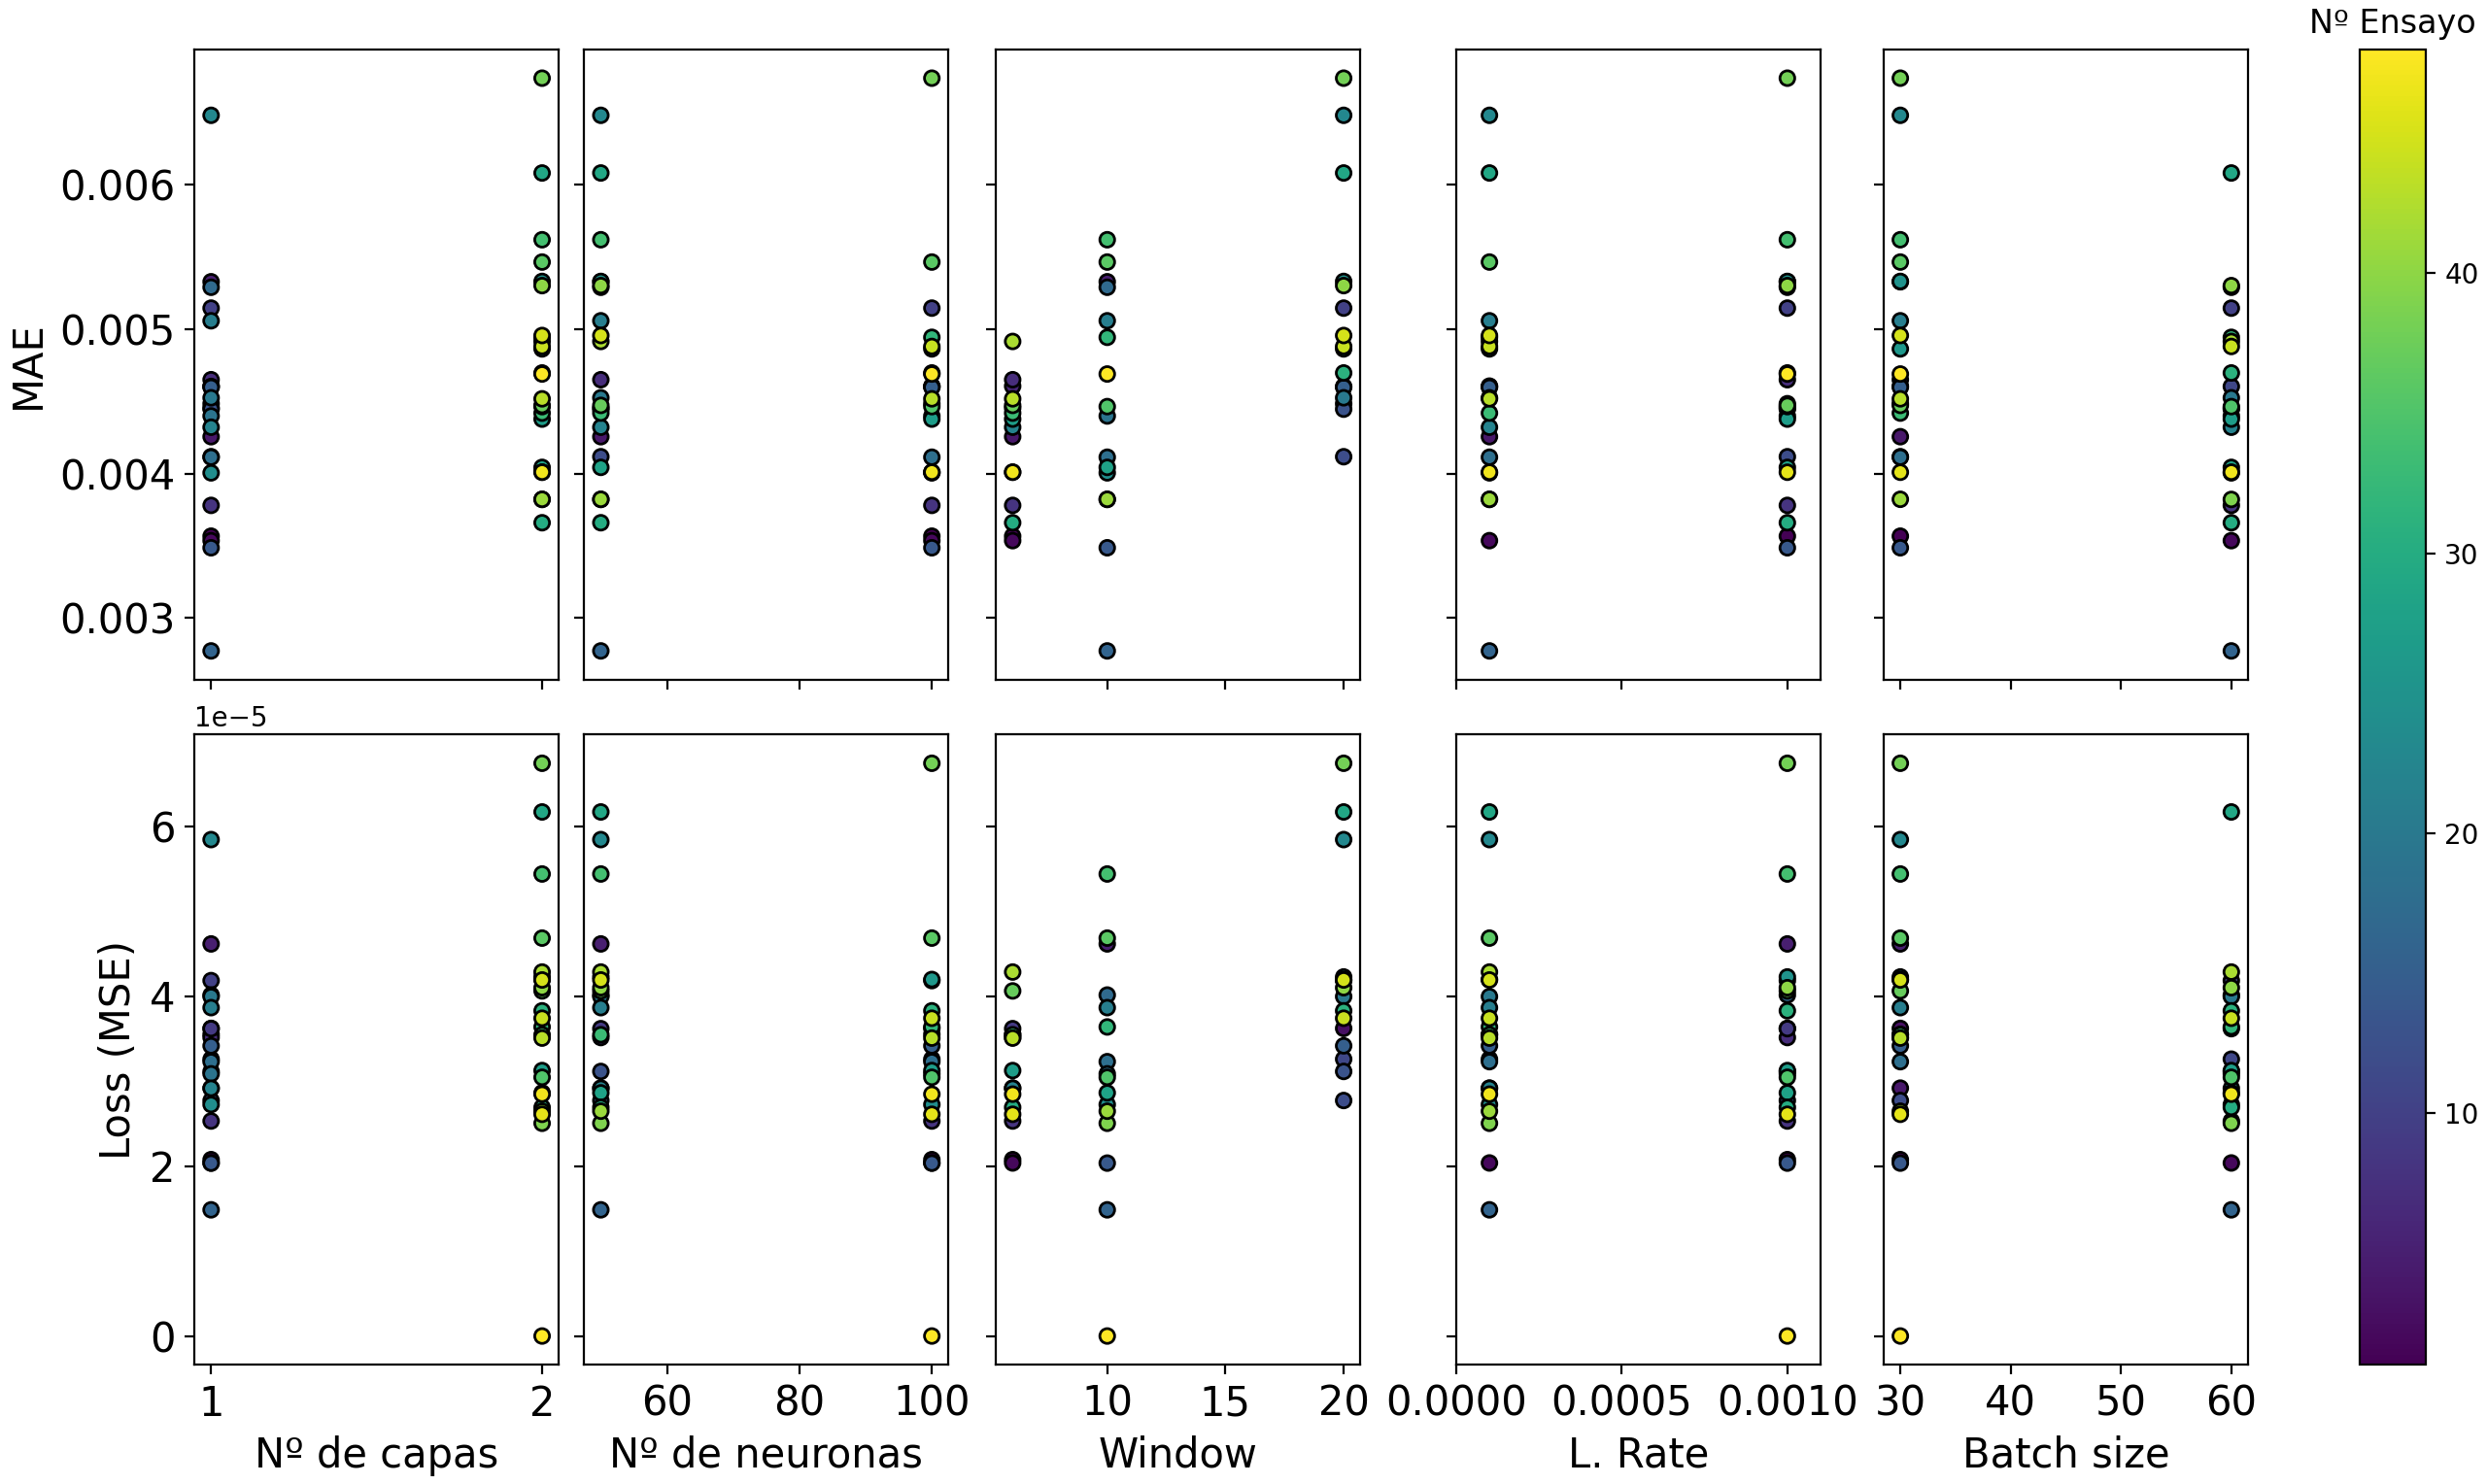 Nº Ensayo
MAE
0.006
0.005
0.004
0.003
40
30
20
10
1e−5
Loss (MSE)
6
4
2
0
1 2 60 80 100 10 15 20 0.0000 0.0005 0.0010 30 40 50 60
Nº de capas Nº de neuronas Window L. Rate Batch size